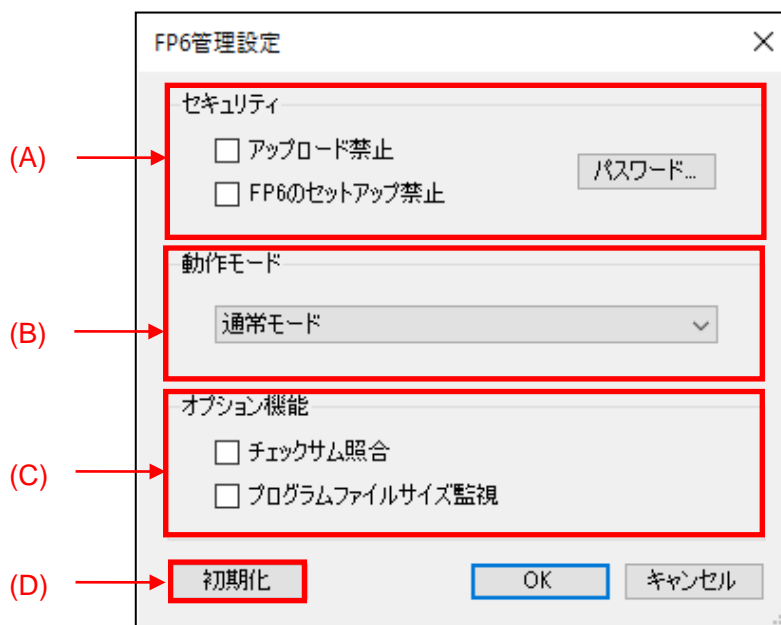 FP6管理設定
(A)
セキュリティ
アップロード禁止
パスワード...
FP6のセットアップ禁止
(B)
動作モード
通常モード
(C)
オプション機能
チェックサム照合
プログラムファイルサイズ監視
(D)
初期化 OK キャンセル